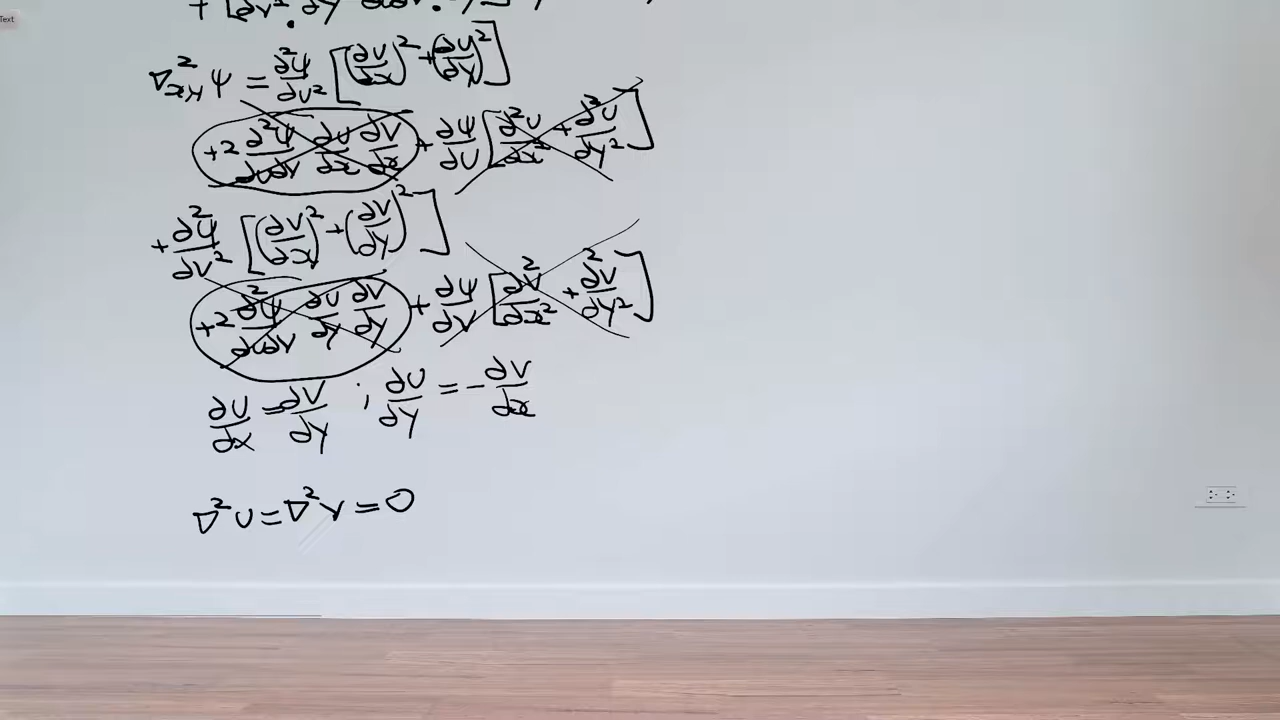 Text
∇²_{x,y} ψ = ∂²ψ/∂u² [(∂u/∂x)² + (∂u/∂y)²]
+2 ∂²ψ/∂u∂v ∂u/∂x ∂v/∂x + ∂ψ/∂u [∂²u/∂x² + ∂²u/∂y²]
+ ∂²ψ/∂v² [(∂v/∂x)² + (∂v/∂y)²]
+2 ∂²ψ/∂u∂v ∂u/∂y ∂v/∂y + ∂ψ/∂v [∂²v/∂x² + ∂²v/∂y²]
∂u/∂x = ∂v/∂y ; ∂u/∂y = -∂v/∂x
∇²u = ∇²v = 0